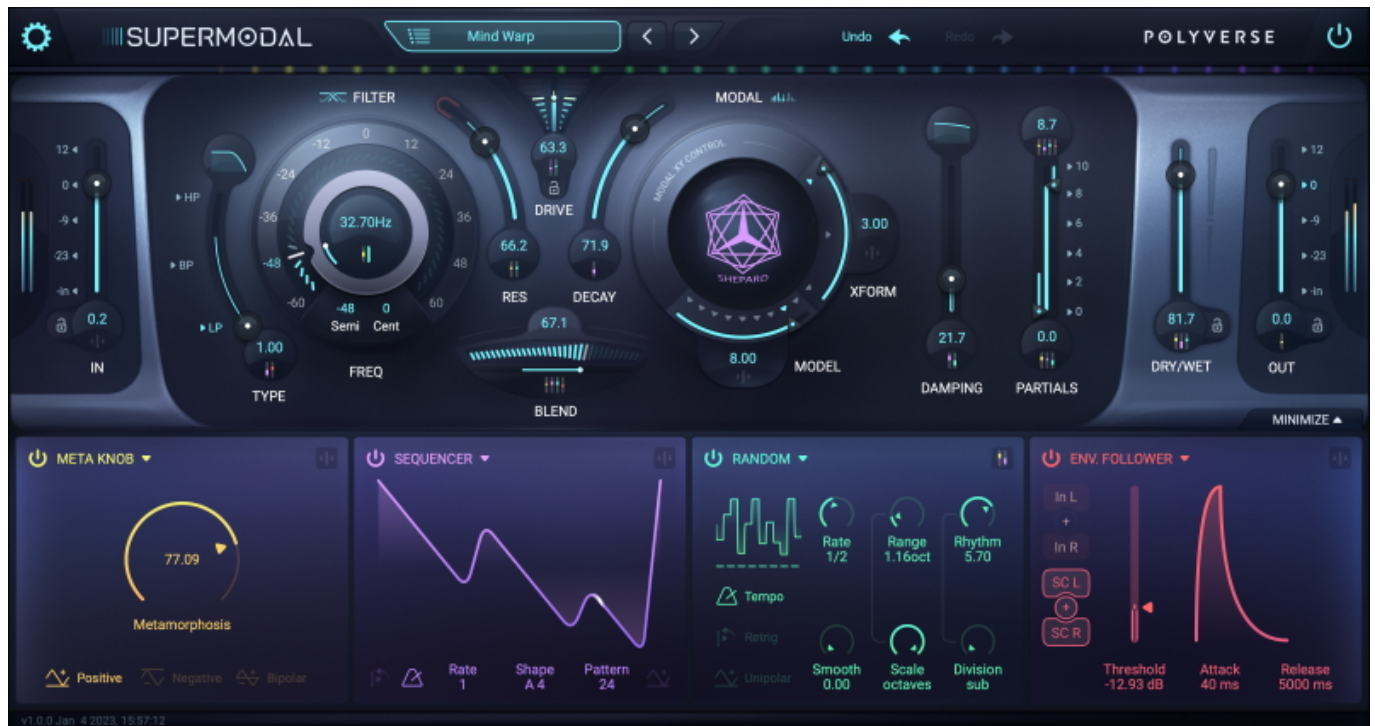 SUPERMODAL
Mind Warp
Undo
Redo
POLYVERSE
FILTER
MODAL
12
0
-9
-23
-in
0.2
IN
HP
BP
LP
1.00
TYPE
0
-12
12
-24
24
-36
36
-48
48
-60
60
32.70Hz
-48
0
Semi
Cent
FREQ
63.3
DRIVE
66.2
RES
71.9
DECAY
67.1
BLEND
MODAL XY CONTROL
SHEPARD
3.00
XFORM
8.00
MODEL
21.7
DAMPING
8.7
10
8
6
4
2
0
0.0
PARTIALS
81.7
DRY/WET
12
0
-9
-23
-in
0.0
OUT
MINIMIZE
META KNOB
77.09
Metamorphosis
Positive
Negative
Bipolar
SEQUENCER
Rate
1
Shape
A 4
Pattern
24
RANDOM
Rate
1/2
Range
1.16oct
Rhythm
5.70
Tempo
Retrig
Unipolar
Smooth
0.00
Scale
octaves
Division
sub
ENV. FOLLOWER
In L
+
In R
SC L
+
SC R
Threshold
-12.93 dB
Attack
40 ms
Release
5000 ms
v1.0.0 Jan 4 2023, 15:57:12